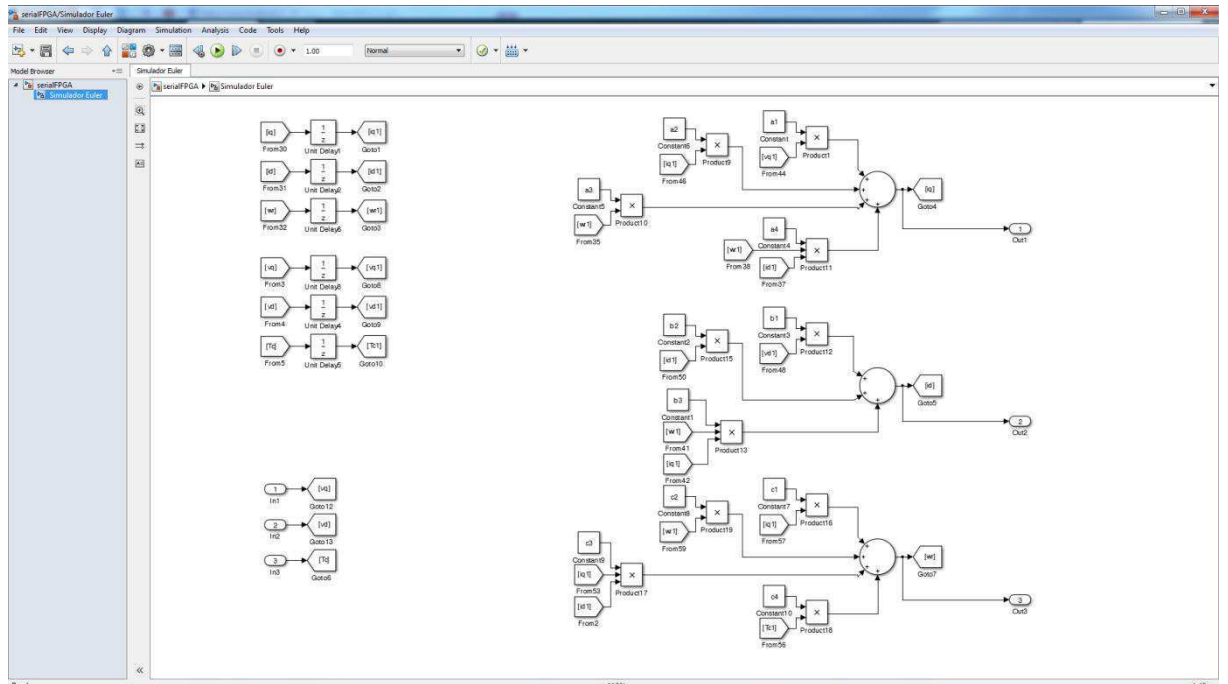 serialFPGA/Simulador Euler
File Edit View Display Diagram Simulation Analysis Code Tools Help
1.00 Normal
Model Browser
Simulador Euler
serialFPGA
Simulador Euler
serialFPGA Simulador Euler
[iq] 1 z [iq1]
From30 Unit Delay1 Goto1
[id] 1 z [id1]
From31 Unit Delay2 Goto2
[wr] 1 z [wr1]
From32 Goto3
[vq] 1 z [vq1]
From3 Goto8
[vd] 1 z [vd1]
From4 Unit Delay4 Goto9
1 z [Tc1]
From5 Unit Delay5 Goto10
1 [vq]
In1 Goto12
2 [vd]
In2 Goto13
3
In3 Goto6
a1
Constant
[vq1]
From44
Product1
a2
Constant6
[iq1]
From46
Product9
a3
Constant5
[wr1]
From35
Product10
a4
Constant4
[wr1]
From38
[id1]
From37
Product11
[iq]
Goto4
1
Out1
b1
Constant3
[vd1]
From48
Product12
b2
Constant2
[id1]
From50
Product15
b3
Constant1
[wr1]
From41
[iq1]
From42
Product13
[id]
Goto5
2
Out2
c1
Constant7
[iq1]
From57
Product16
c2
Constant8
[wr1]
From59
Product19
c3
Constant9
[iq1]
From53
[id1]
From2
Product17
c4
Constant10
[Tc1]
From56
Product18
[wr]
Goto7
3
Out3